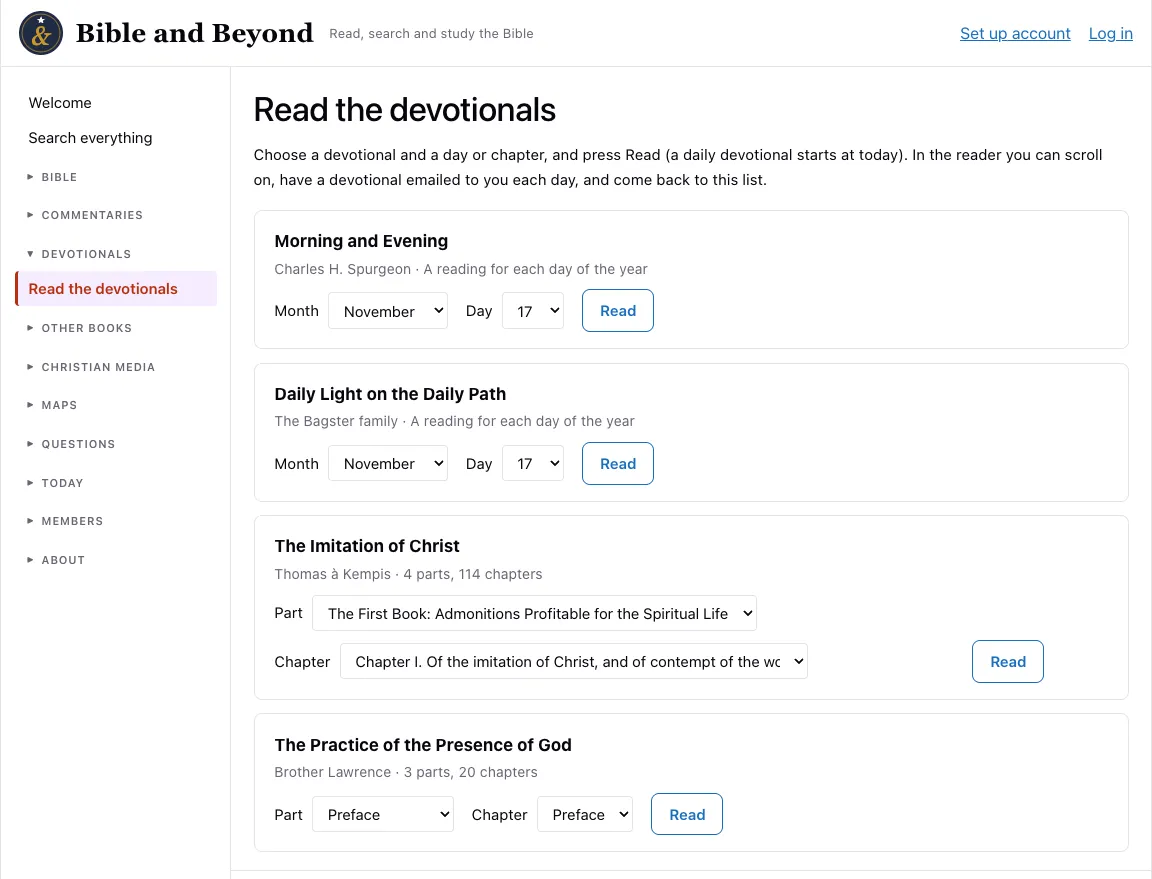 & Bible and Beyond Read, search and study the Bible Set up account Log in
Welcome
Search everything
BIBLE
COMMENTARIES
DEVOTIONALS
Read the devotionals
OTHER BOOKS
CHRISTIAN MEDIA
MAPS
QUESTIONS
TODAY
MEMBERS
ABOUT
Read the devotionals
Choose a devotional and a day or chapter, and press Read (a daily devotional starts at today). In the reader you can scroll
on, have a devotional emailed to you each day, and come back to this list.
Morning and Evening
Charles H. Spurgeon · A reading for each day of the year
Month November Day 17 Read
Daily Light on the Daily Path
The Bagster family · A reading for each day of the year
Month November Day 17 Read
The Imitation of Christ
Thomas à Kempis · 4 parts, 114 chapters
Part The First Book: Admonitions Profitable for the Spiritual Life
Chapter Chapter I. Of the imitation of Christ, and of contempt of the Read
The Practice of the Presence of God
Brother Lawrence · 3 parts, 20 chapters
Part Preface Chapter Preface Read